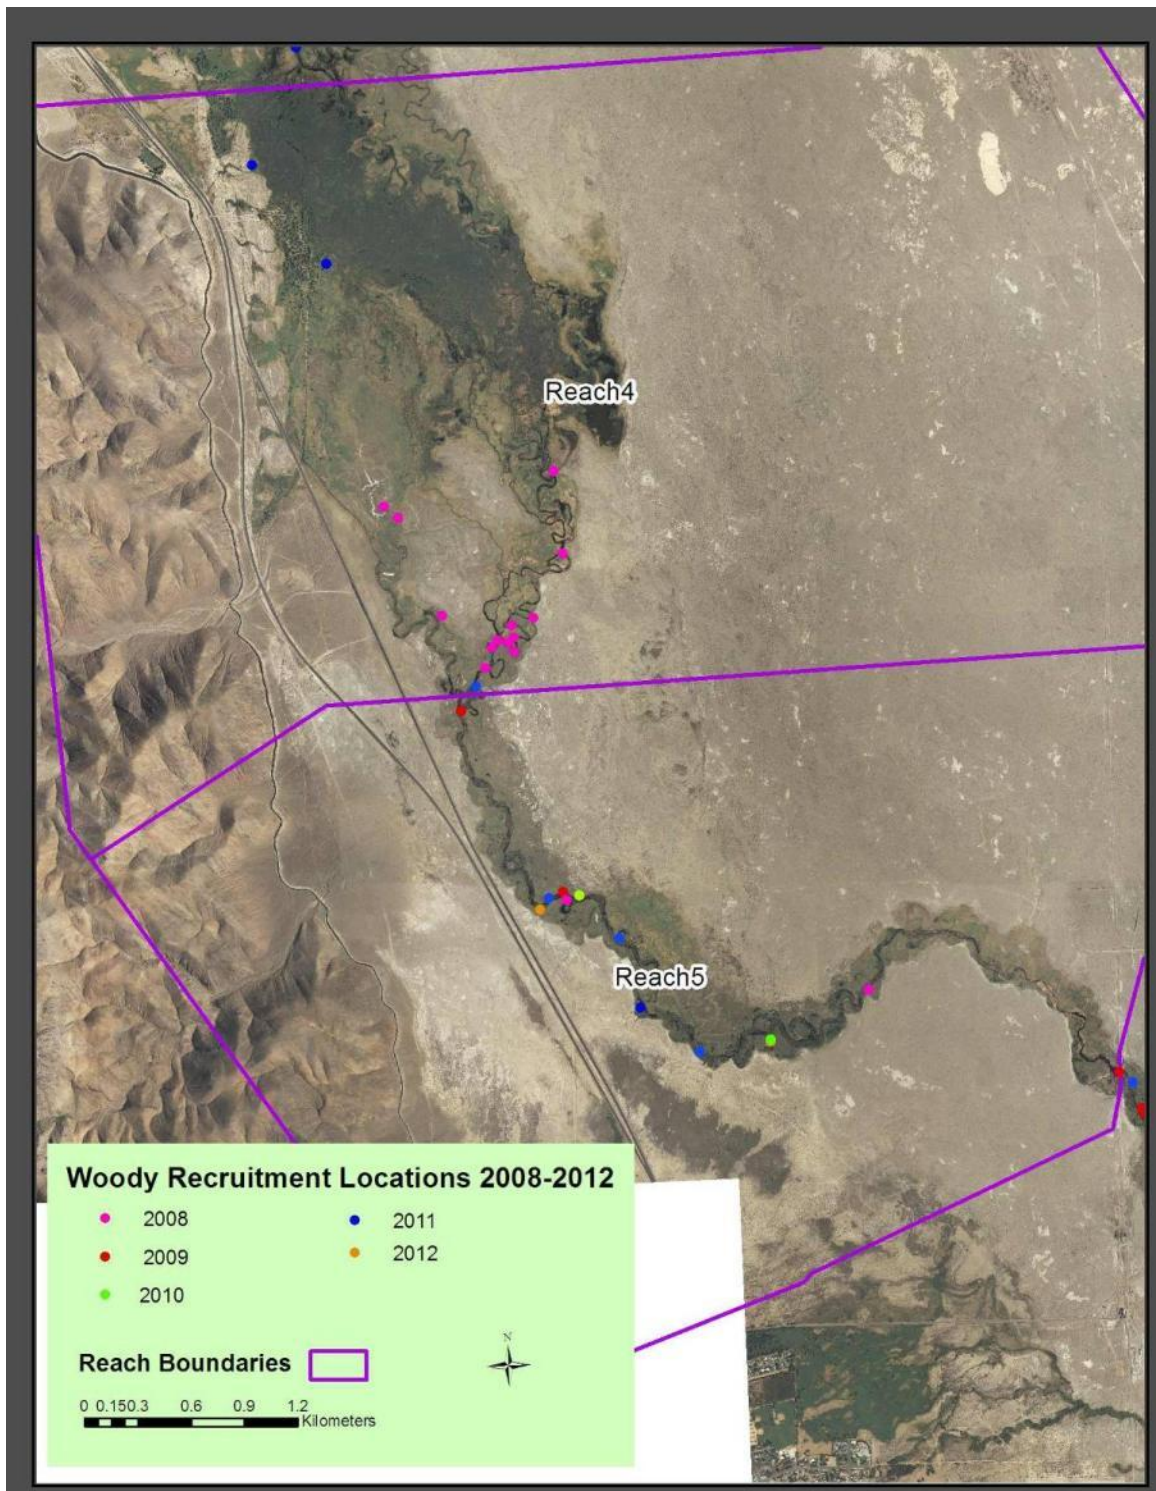 Reach4
Reach5
Woody Recruitment Locations 2008-2012
2008
2011
2009
2012
2010
N
Reach Boundaries
0 0.150.3 0.6 0.9 1.2
Kilometers